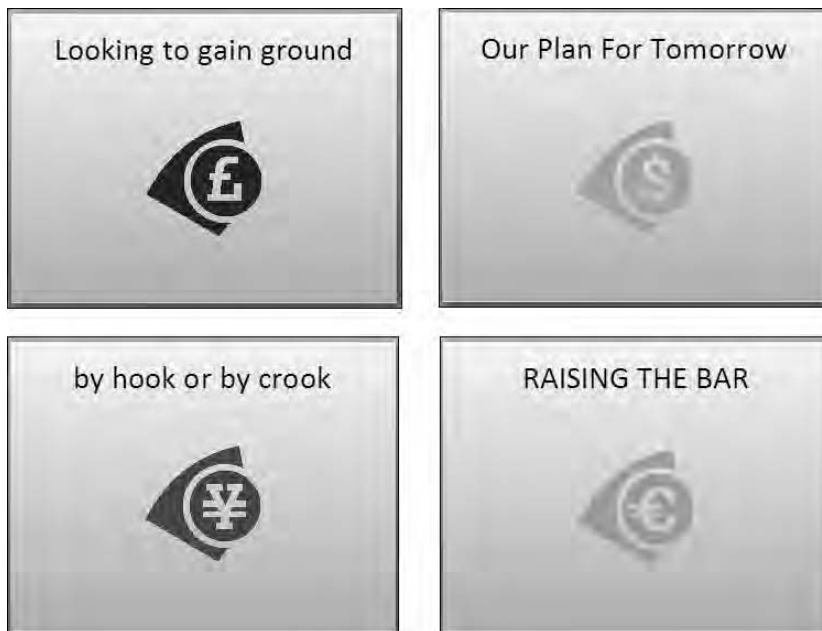 Looking to gain ground
£
Our Plan For Tomorrow
$
by hook or by crook
¥
RAISING THE BAR
€